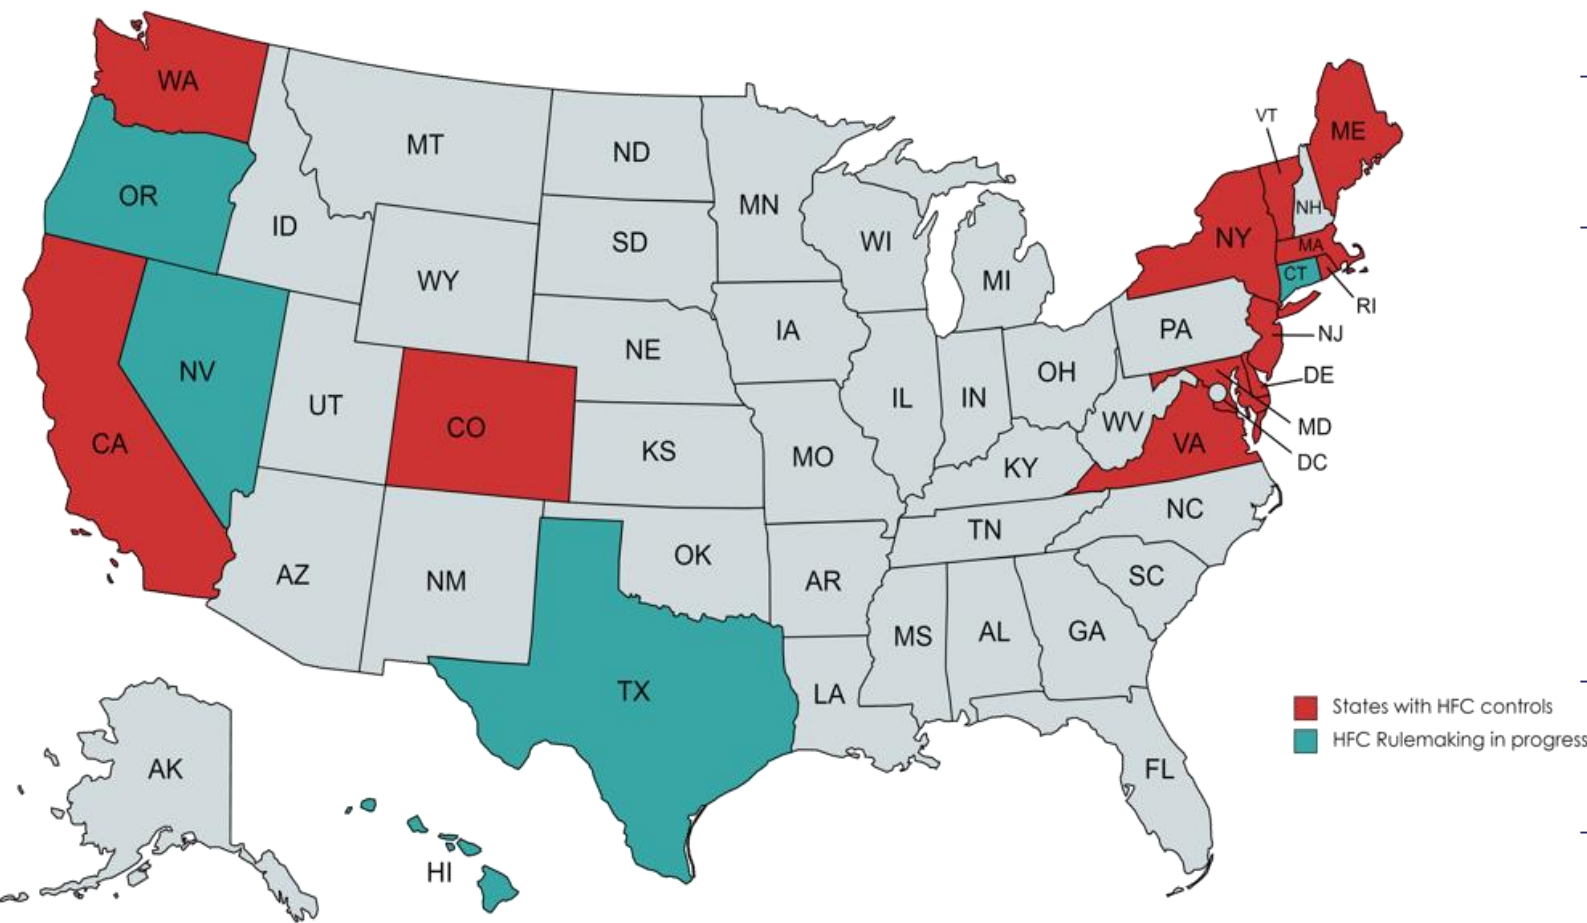 WA
VT
ME
MT
ND
OR
MN
NH
ID
SD
WI
NY
MA
CT
WY
MI
RI
IA
PA
NJ
NE
NV
OH
DE
UT
IL
IN
CO
WV
MD
CA
VA
KS
MO
DC
KY
NC
TN
OK
AZ
NM
AR
SC
MS
AL
GA
TX
LA
States with HFC controls
HFC Rulemaking in progress
AK
FL
HI